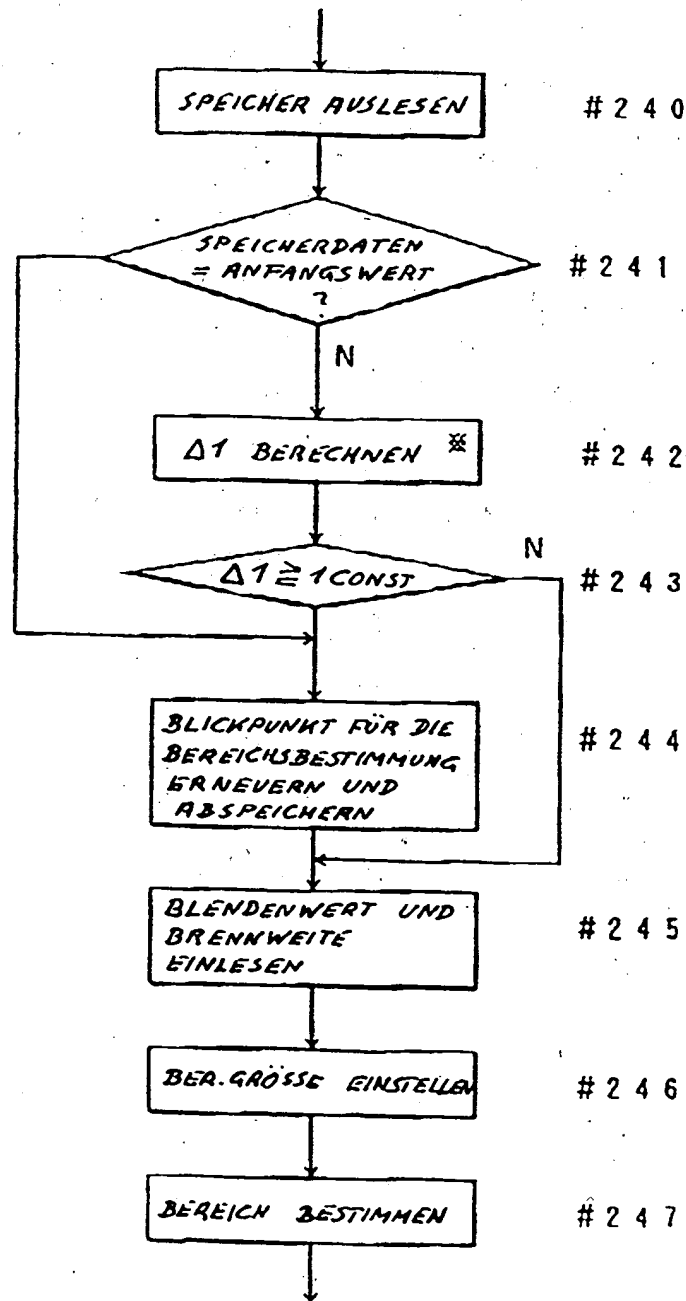 SPEICHER AUSLESEN
#240
SPEICHERDATEN
= ANFANGSWERT
?
#241
N
Δ1 BERECHNEN ※
#242
N
Δ1 ≧ 1CONST
#243
BLICKPUNKT FÜR DIE
BEREICHSBESTIMMUNG
ERNEUERN UND
ABSPEICHERN
#244
BLENDENWERT UND
BRENNWEITE
EINLESEN
#245
BER.GRÖSSE EINSTELLEN
#246
BEREICH BESTIMMEN
#247